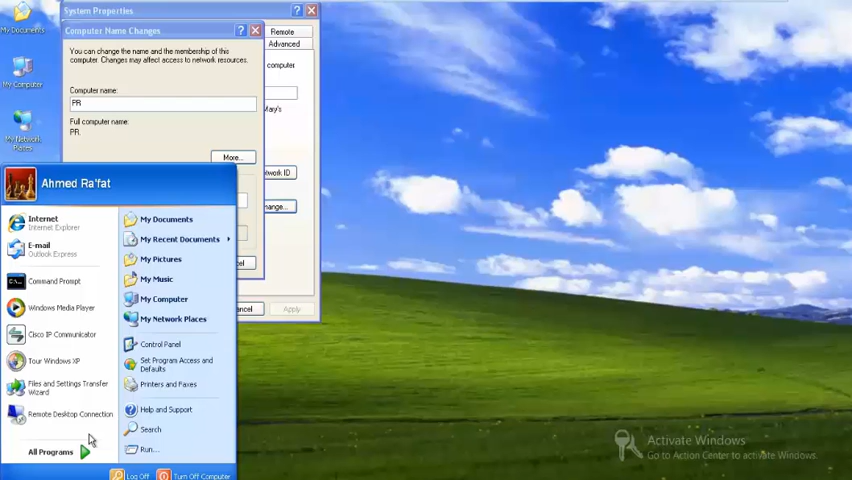 My Documents
My Computer
My Network
Places
System Properties
Remote
Advanced
computer
Mary's
Computer Name Changes
You can change the name and the membership of this
computer. Changes may affect access to network resources.
Computer name:
PR
Full computer name:
PR.
More...
work ID
ange...
cel
ancel
Apply
Ahmed Ra'fat
Internet
Internet Explorer
E-mail
Outlook Express
Command Prompt
Windows Media Player
Cisco IP Communicator
Tour Windows XP
Files and Settings Transfer
Wizard
Remote Desktop Connection
All Programs
My Documents
My Recent Documents
My Pictures
My Music
My Computer
My Network Places
Control Panel
Set Program Access and
Defaults
Printers and Faxes
Help and Support
Search
Run...
Log Off
Turn Off Computer
Activate Windows
Go to Action Center to activate Windows.